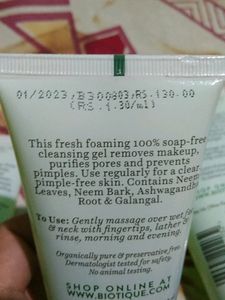 01/2023, B300803, RS. 130.00
(RS. 1.30/ml)
This fresh foaming 100% soap-free
cleansing gel removes makeup,
purifies pores and prevents
pimples. Use regularly for a clear,
pimple-free skin. Contains Neem
Leaves, Neem Bark, Ashwagandha
Root & Galangal.
To Use: Gently massage over wet face
& neck with fingertips, lather &
rinse, morning and evening.
Organically pure & preservative free.
Dermatologist tested for safety.
No animal testing.
SHOP ONLINE AT
WWW.BIOTIQUE.COM